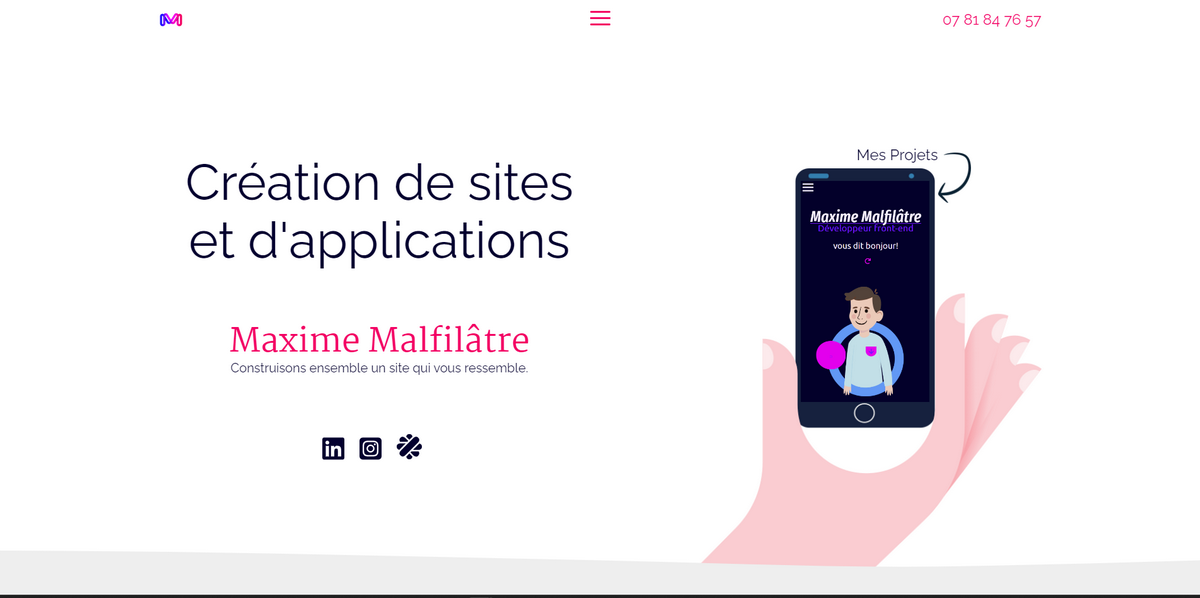 07 81 84 76 57
Création de sites
et d'applications
Maxime Malfilâtre
Construisons ensemble un site qui vous ressemble.
in
Mes Projets
Maxime Malfilâtre
Développeur front-end
vous dit bonjour!